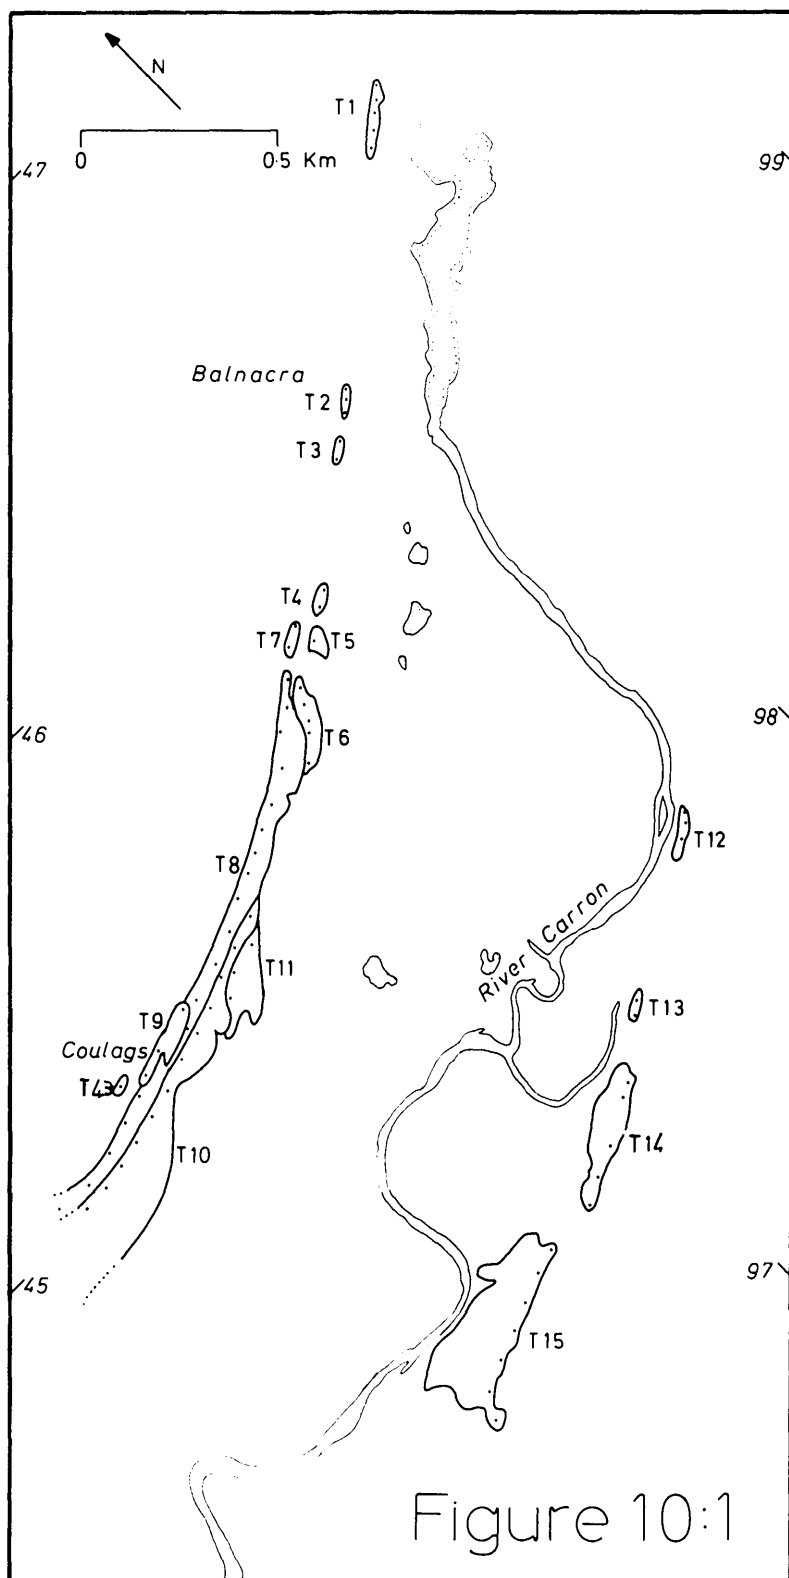 N
T1
0 0·5 Km
47
99
Balnacra
T2
T3
T4
T7
T5
46
98
T6
T12
T8
River Carron
T11
T9
T13
Coulags
T43
T14
T10
45
97
T15
Figure 10:1